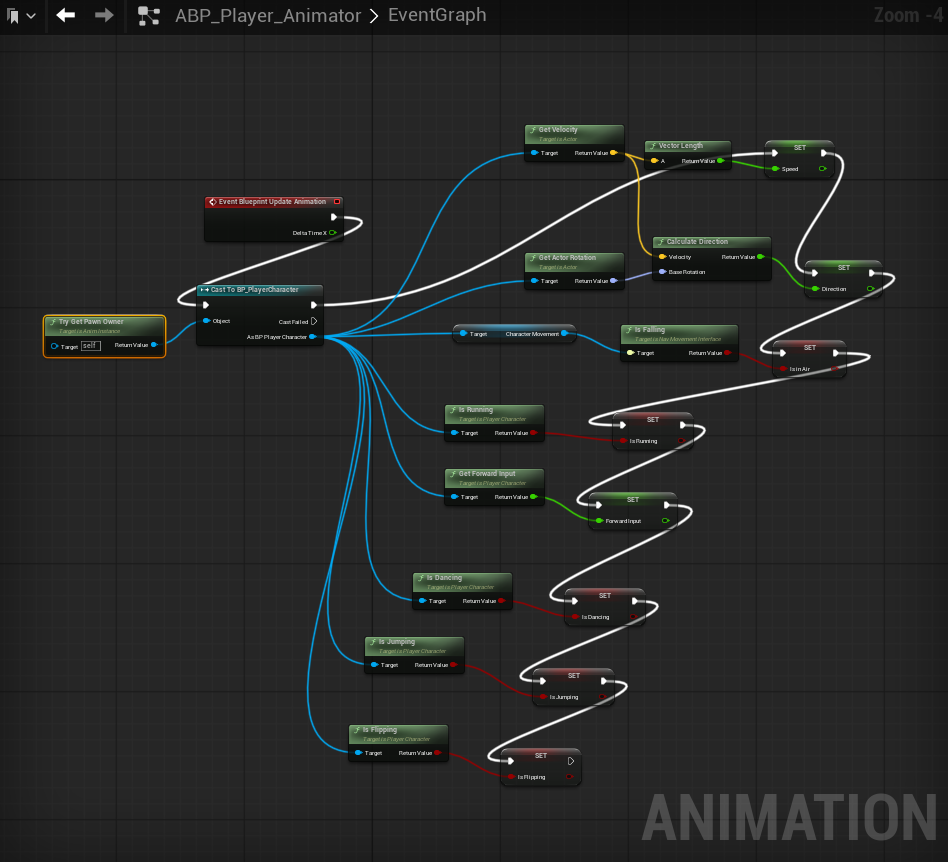 ABP_Player_Animator > EventGraph
Zoom -4
Get Velocity
Target is Actor
Target
Return Value
Vector Length
A
Return Value
SET
Speed
Event Blueprint Update Animation
Delta Time X
Calculate Direction
Velocity
Return Value
Base Rotation
Get Actor Rotation
Target is Actor
Target
Return Value
SET
Direction
Cast To BP_PlayerCharacter
Object
Cast Failed
As BP Player Character
Try Get Pawn Owner
Target is Anim Instance
Target
self
Return Value
Target
Character Movement
Is Falling
Target is Nav Movement Interface
Target
Return Value
SET
Is in Air
Is Running
Target is Player Character
Target
Return Value
SET
Is Running
Get Forward Input
Target is Player Character
Target
Return Value
SET
Forward Input
Is Dancing
Target is Player Character
Target
Return Value
SET
Is Dancing
Is Jumping
Target is Player Character
Target
Return Value
SET
Is Jumping
Is Flipping
Target is Player Character
Target
Return Value
SET
Is Flipping
ANIMATION